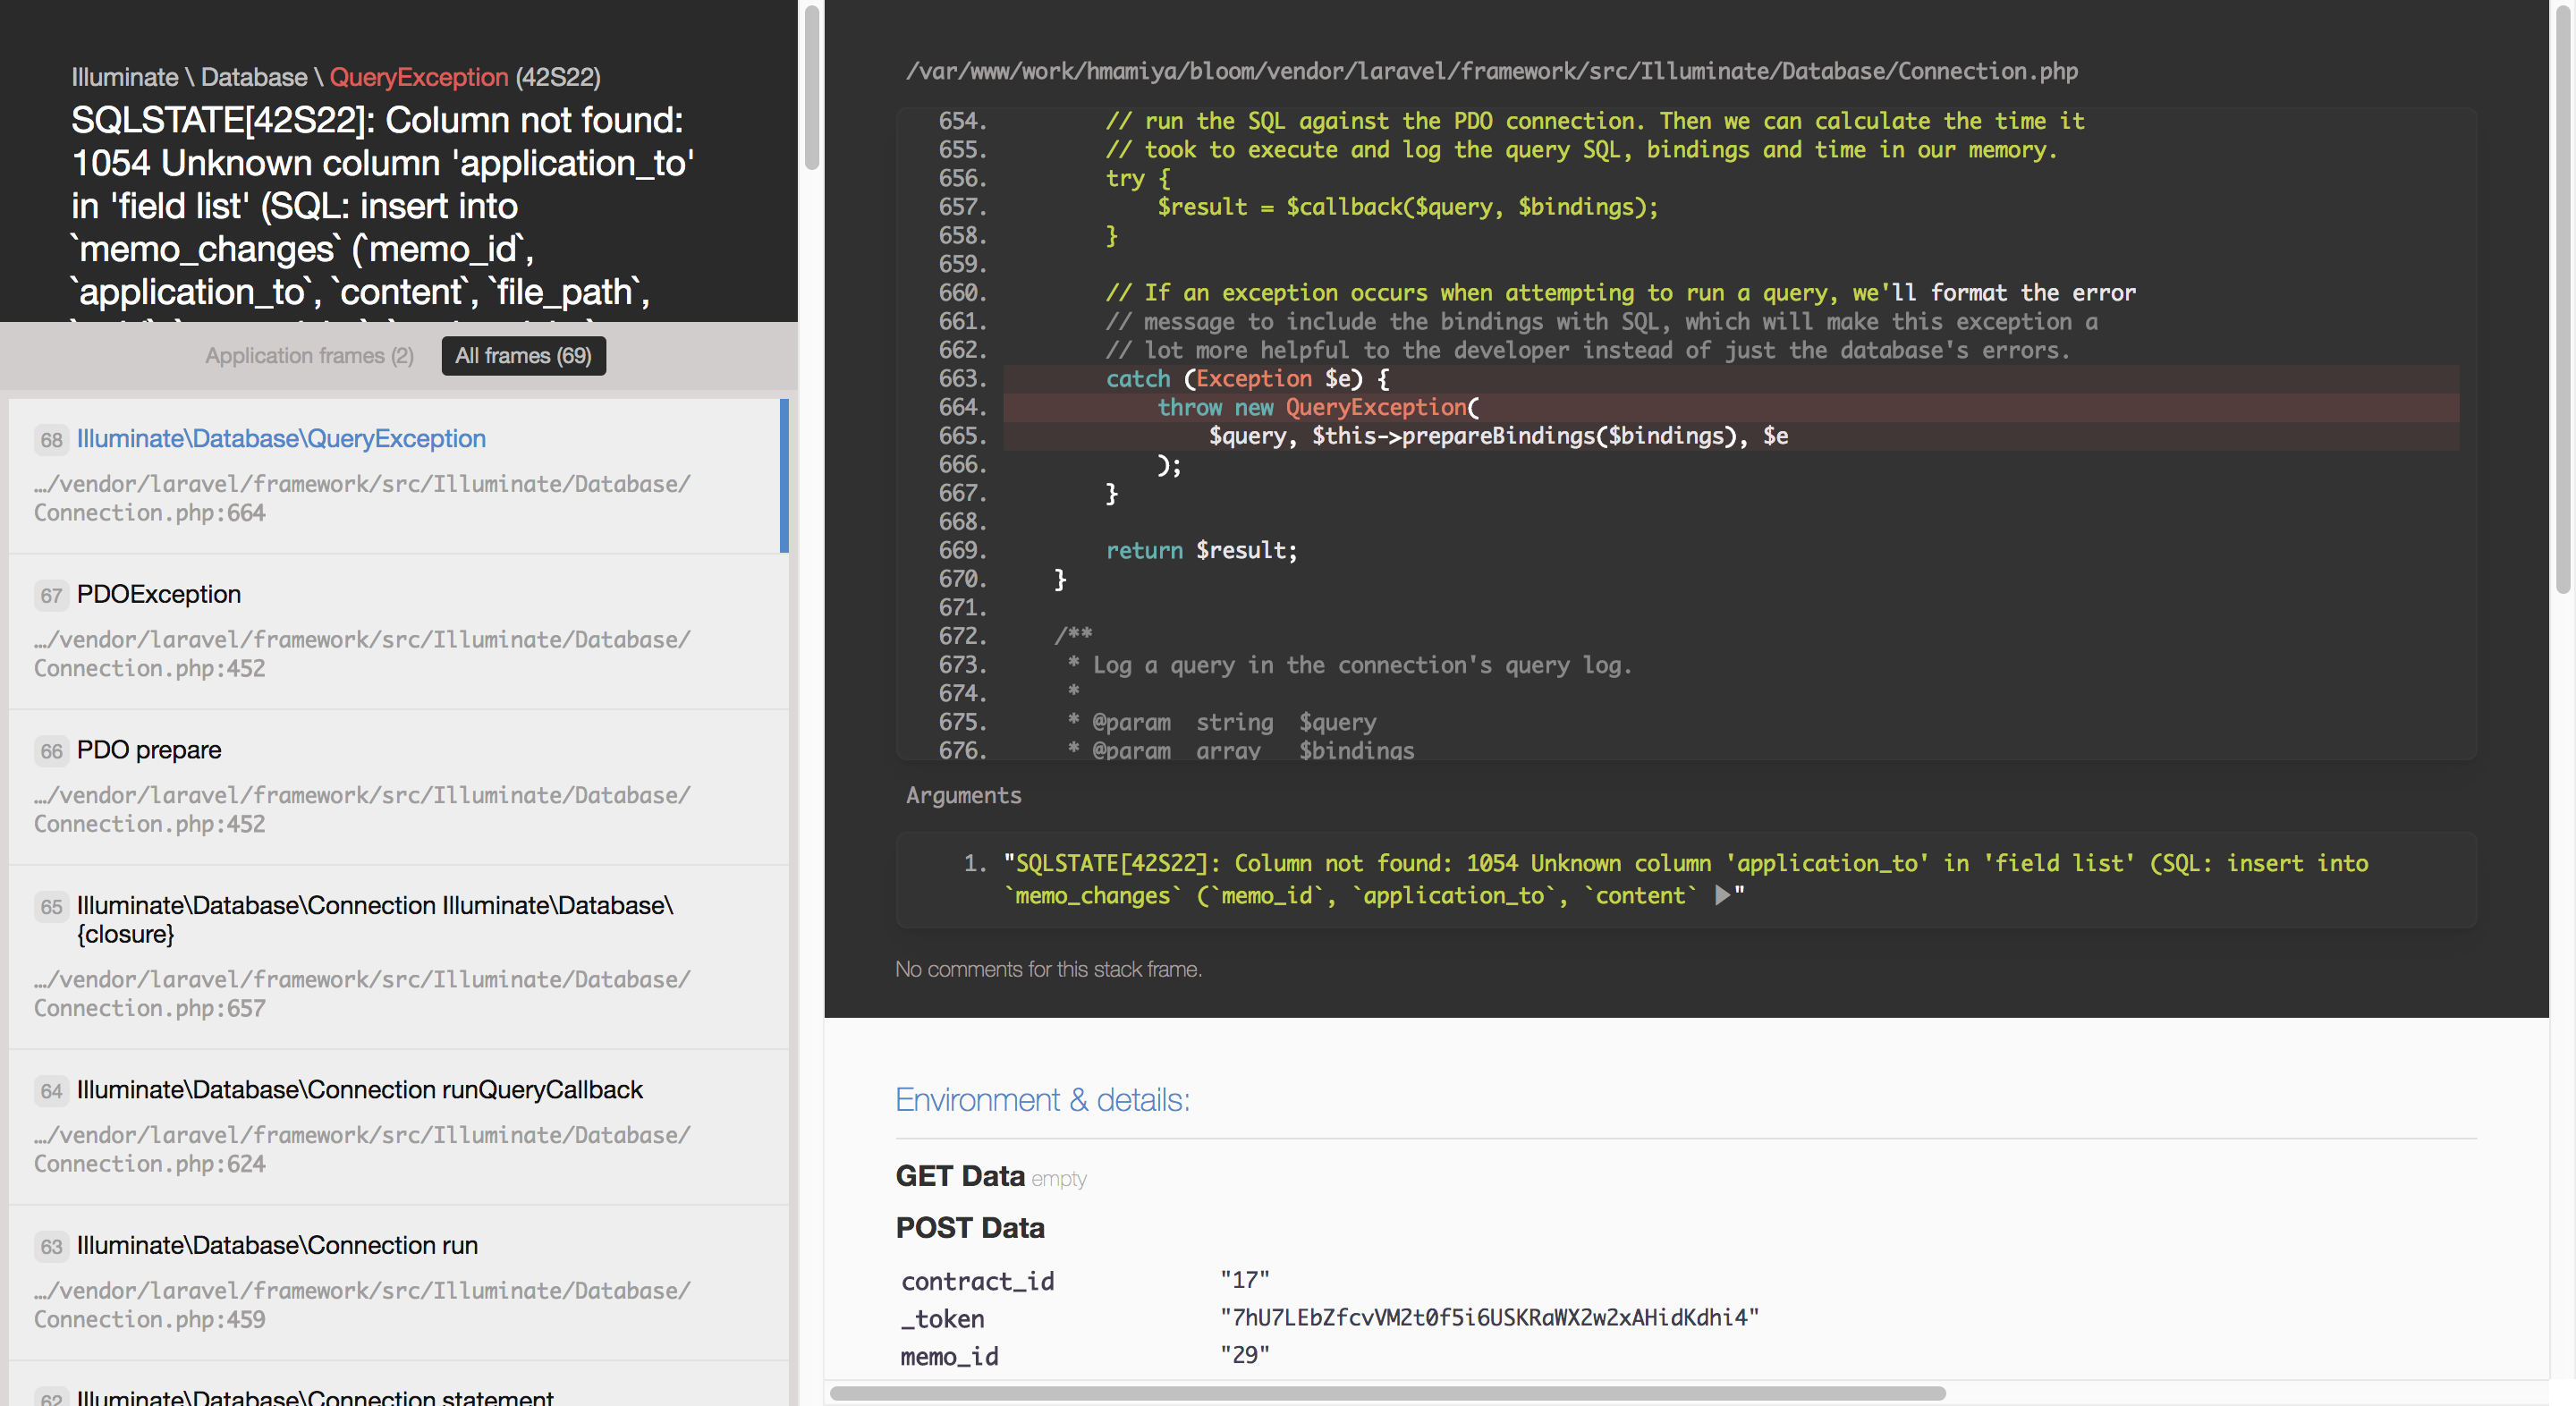 Illuminate \ Database \ QueryException (42S22)
SQLSTATE[42S22]: Column not found:
1054 Unknown column 'application_to'
in 'field list' (SQL: insert into
`memo_changes` (`memo_id`,
`application_to`, `content`, `file_path`,
Application frames (2)
All frames (69)
68 Illuminate\Database\QueryException
…/vendor/laravel/framework/src/Illuminate/Database/
Connection.php:664
67 PDOException
…/vendor/laravel/framework/src/Illuminate/Database/
Connection.php:452
66 PDO prepare
…/vendor/laravel/framework/src/Illuminate/Database/
Connection.php:452
65 Illuminate\Database\Connection Illuminate\Database\
{closure}
…/vendor/laravel/framework/src/Illuminate/Database/
Connection.php:657
64 Illuminate\Database\Connection runQueryCallback
…/vendor/laravel/framework/src/Illuminate/Database/
Connection.php:624
63 Illuminate\Database\Connection run
…/vendor/laravel/framework/src/Illuminate/Database/
Connection.php:459
62 Illuminate\Database\Connection statement
/var/www/work/hmamiya/bloom/vendor/laravel/framework/src/Illuminate/Database/Connection.php
654. // run the SQL against the PDO connection. Then we can calculate the time it
655. // took to execute and log the query SQL, bindings and time in our memory.
656. try {
657. $result = $callback($query, $bindings);
658. }
659.
660. // If an exception occurs when attempting to run a query, we'll format the error
661. // message to include the bindings with SQL, which will make this exception a
662. // lot more helpful to the developer instead of just the database's errors.
663. catch (Exception $e) {
664. throw new QueryException(
665. $query, $this->prepareBindings($bindings), $e
666. );
667. }
668.
669. return $result;
670. }
671.
672. /**
673. * Log a query in the connection's query log.
674. *
675. * @param string $query
676. * @param array $bindings
Arguments
1. "SQLSTATE[42S22]: Column not found: 1054 Unknown column 'application_to' in 'field list' (SQL: insert into
`memo_changes` (`memo_id`, `application_to`, `content` ▶"
No comments for this stack frame.
Environment & details:
GET Data empty
POST Data
contract_id "17"
_token "7hU7LEbZfcvVM2t0f5i6USKRaWX2w2xAHidKdhi4"
memo_id "29"